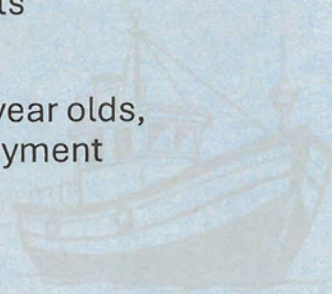 ts
year olds,
yment